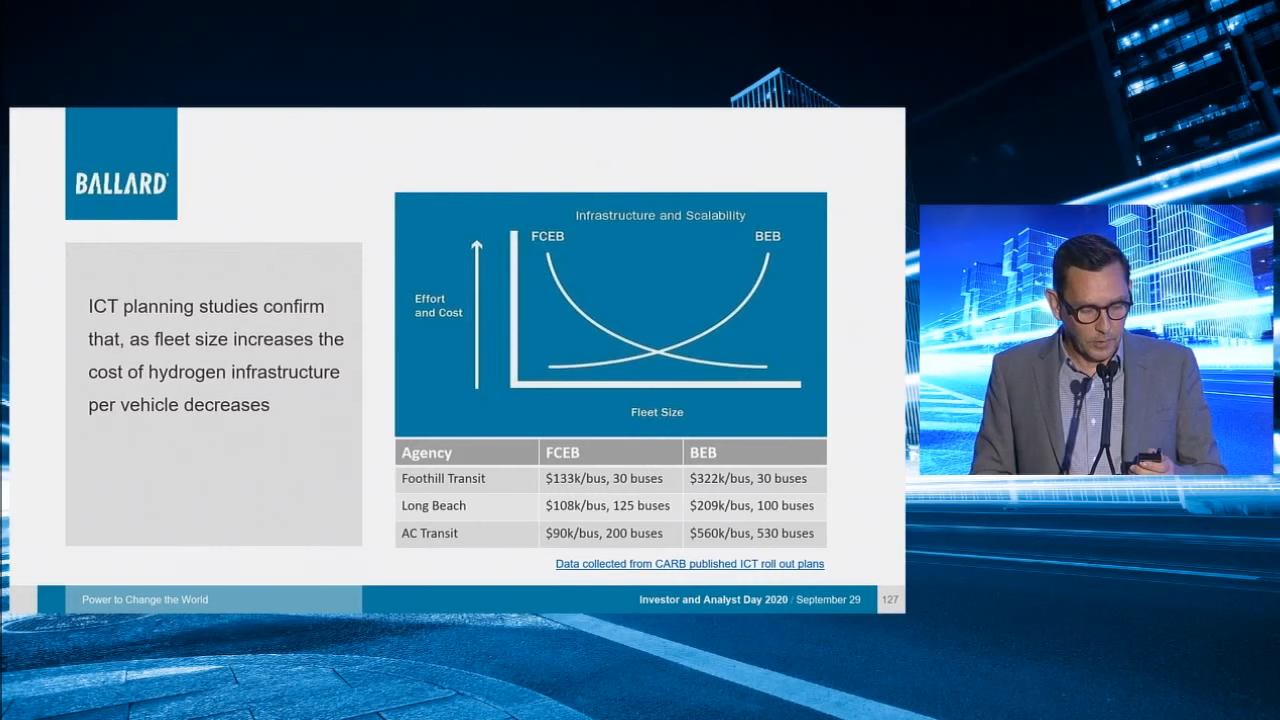 BALLARD
ICT planning studies confirm
that, as fleet size increases the
cost of hydrogen infrastructure
per vehicle decreases
Infrastructure and Scalability
FCEB
BEB
Effort
and Cost
Fleet Size
Agency FCEB BEB
Foothill Transit $133k/bus, 30 buses $322k/bus, 30 buses
Long Beach $108k/bus, 125 buses $209k/bus, 100 buses
AC Transit $90k/bus, 200 buses $560k/bus, 530 buses
Data collected from CARB published ICT roll out plans
Power to Change the World
Investor and Analyst Day 2020 / September 29
127